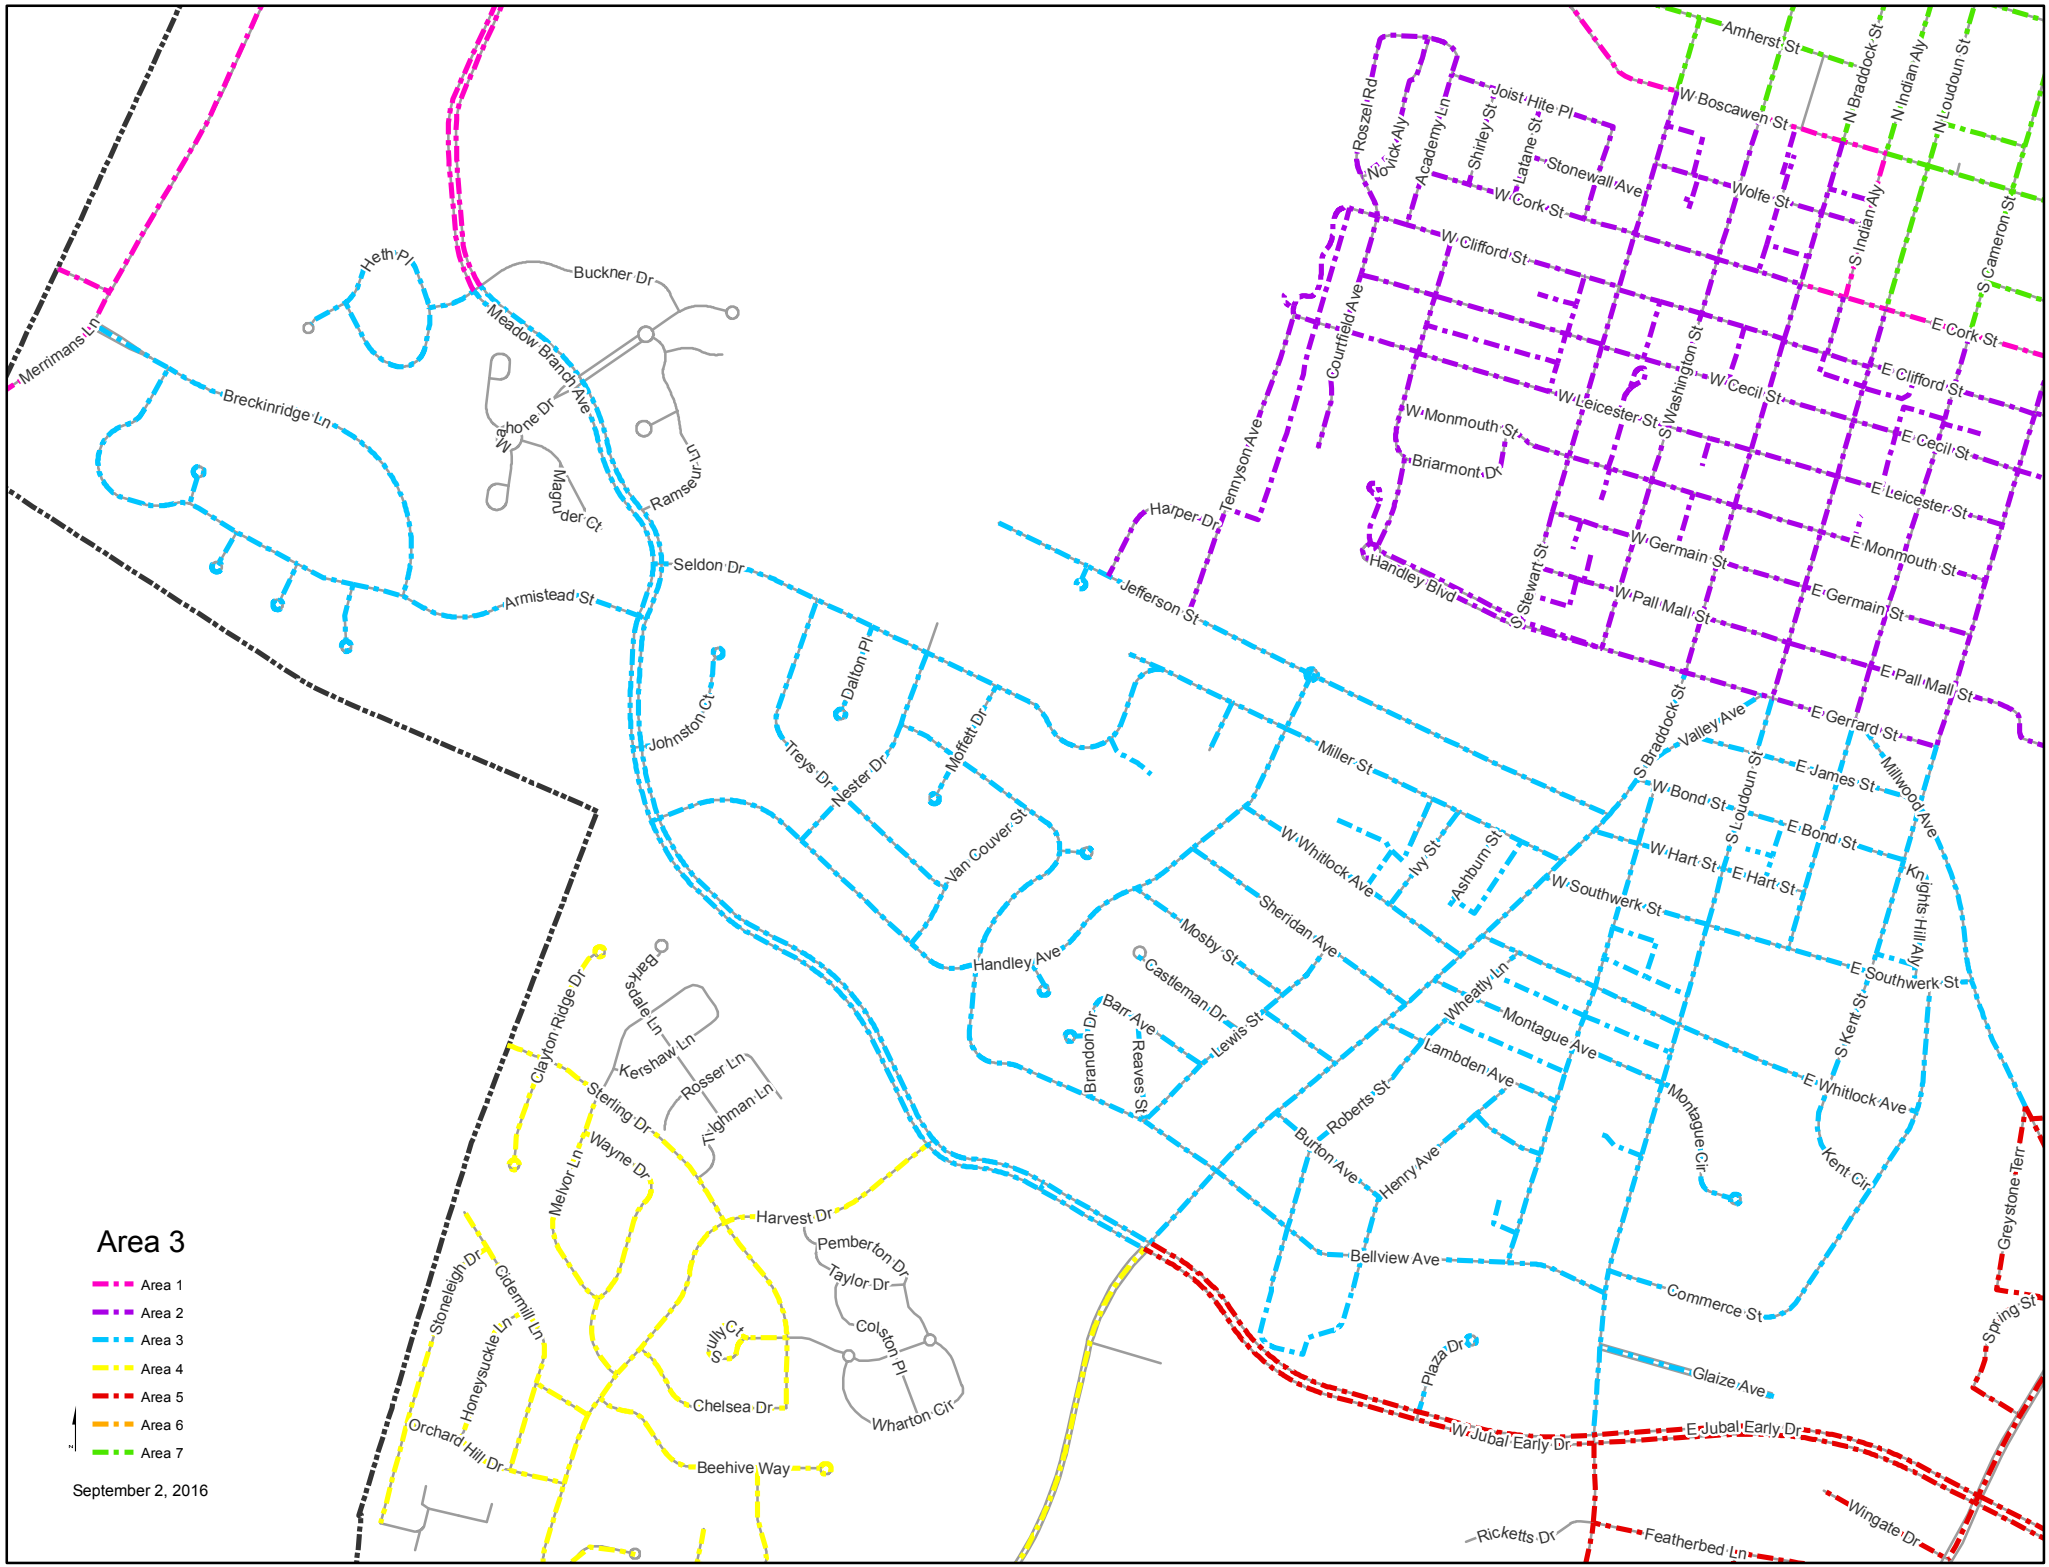 Amherst St
N Braddock St
N Indian Aly
N Loudoun St
Roszel Rd
Novick Aly
Academy Ln
Joist Hite Pl
Shirley St
Latane St
Stonewall Ave
W Boscawen St
W Cork St
Wolfe St
S Indian Aly
S Cameron St
W Clifford St
Heth Pl
Buckner Dr
Meadow Branch Ave
Merrimans Ln
Breckinridge Ln
Mahone Dr
Magruder Ct
Ramseur Ln
Courtfield Ave
E Cork St
E Clifford St
S Washington St
W Cecil St
W Leicester St
W Monmouth St
E Cecil St
Briarmont Dr
Tennyson Ave
Harper Dr
E Leicester St
W Germain St
E Monmouth St
Handley Blvd
S Stewart St
Seldon Dr
Armistead St
Jefferson St
W Pall Mall St
E Germain St
Dalton Pl
E Pall Mall St
Johnston Ct
S Braddock St
Valley Ave
E Gerrard St
Treys Dr
Nester Dr
Moffett Dr
Miller St
S Loudoun St
E James St
Millwood Ave
W Bond St
E Bond St
Van Couver St
W Whitlock Ave
Ivy St
Ashburn St
W Hart St
E Hart St
Knights Hill Aly
W Southwerk St
Sheridan Ave
Mosby St
Handley Ave
Castleman Dr
Wheatly Ln
E Southwerk St
Barksdale Ln
Clayton Ridge Dr
Barr Ave
Brandon Dr
Reaves St
Lewis St
Montague Ave
S Kent St
Kershaw Ln
Rosser Ln
Lambden Ave
Sterling Dr
Tilghman Ln
Roberts St
E Whitlock Ave
Montague Cir
Wayne Dr
Melvor Ln
Burton Ave
Henry Ave
Kent Cir
Greystone Terr
Harvest Dr
Pemberton Dr
Taylor Dr
Bellview Ave
Stoneleigh Dr
Cidermill Ln
Commerce St
Spring St
Honeysuckle Ln
Sully Ct
Colston Pl
Plaza Dr
Glaize Ave
Chelsea Dr
Wharton Cir
Orchard Hill Dr
W Jubal Early Dr
E Jubal Early Dr
Beehive Way
Wingate Dr
Ricketts Dr
Featherbed Ln
Area 3
Area 1
Area 2
Area 3
Area 4
Area 5
Area 6
Area 7
September 2, 2016